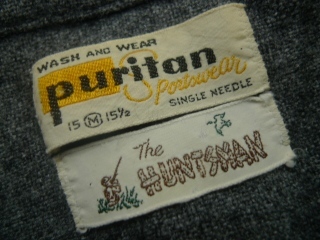 WASH AND WEAR
puritan
Sportswear
15 M 15½ SINGLE NEEDLE
The
HUNTSMAN